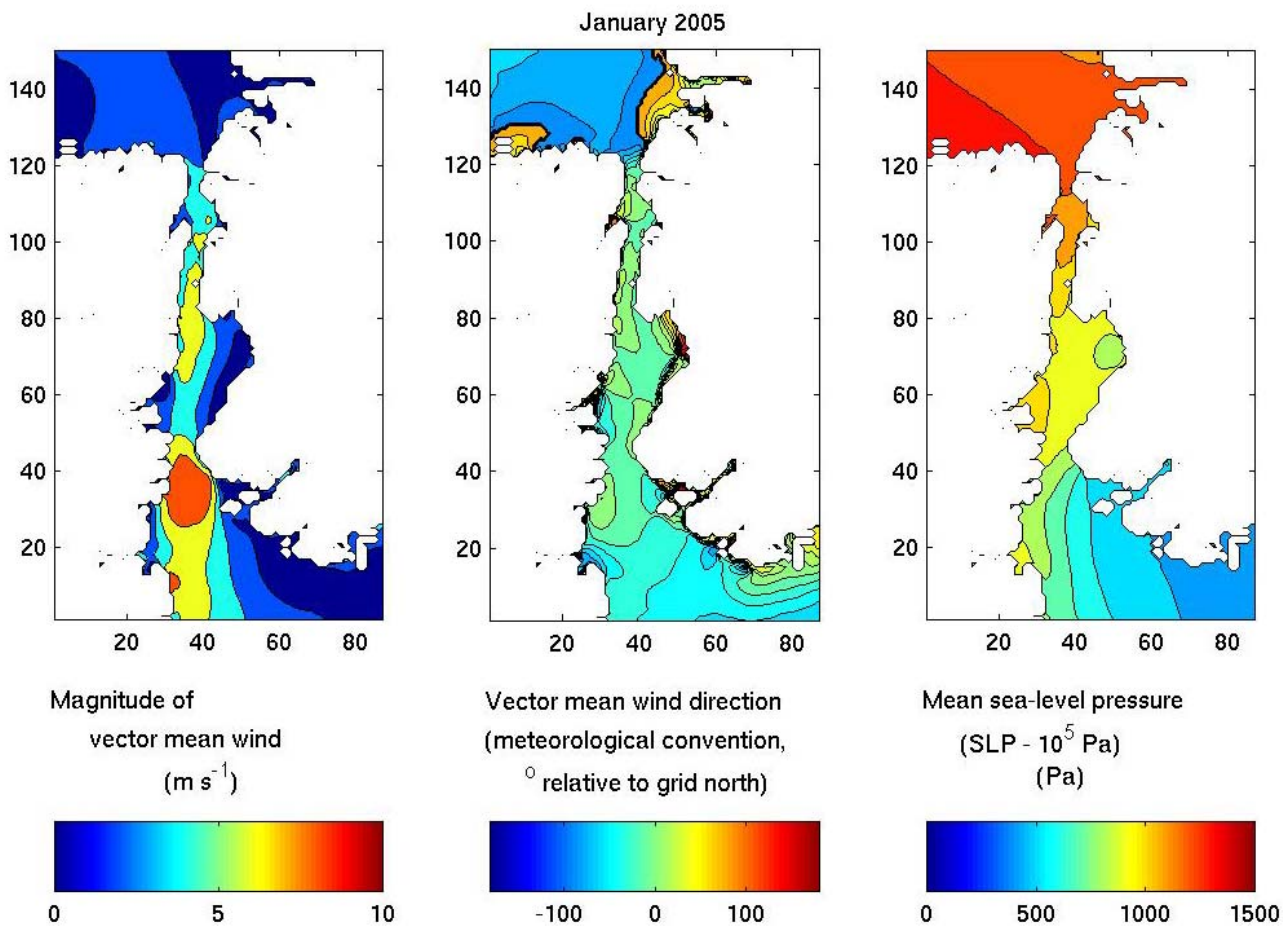 January 2005
140
120
100
80
60
40
20
20 40 60 80
140
120
100
80
60
40
20
20 40 60 80
140
120
100
80
60
40
20
20 40 60 80
Magnitude of
vector mean wind
(m s⁻¹)
0 5 10
Vector mean wind direction
(meteorological convention,
° relative to grid north)
-100 0 100
Mean sea-level pressure
(SLP - 10⁵ Pa)
(Pa)
0 500 1000 1500